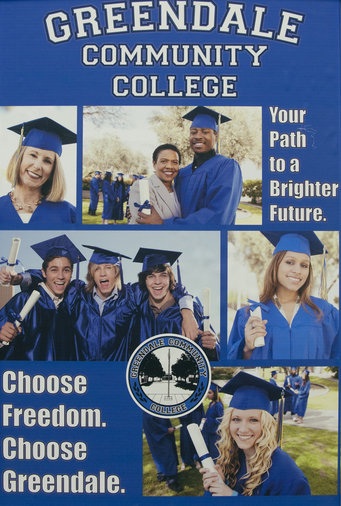 GREENDALE
COMMUNITY
COLLEGE
Your
Path
to a
Brighter
Future.
Choose
Freedom.
Choose
Greendale.
GREENDALE COMMUNITY
COLLEGE